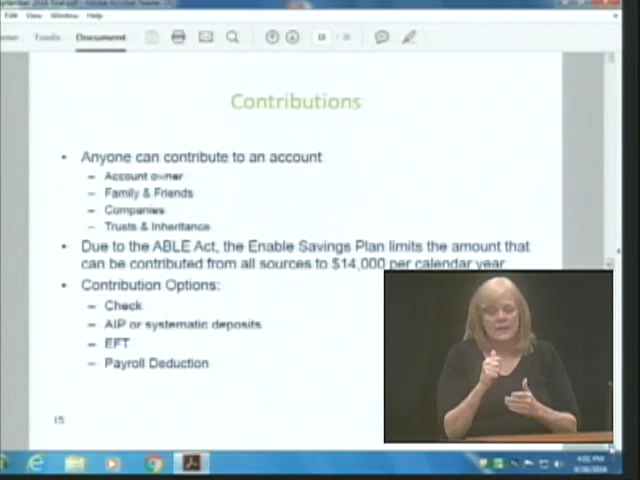 Edit View Window Help
Tools Document
15
Contributions
• Anyone can contribute to an account
– Account owner
– Family & Friends
– Companies
– Trusts & Inheritance
• Due to the ABLE Act, the Enable Savings Plan limits the amount that
can be contributed from all sources to $14,000 per calendar year
• Contribution Options:
– Check
– AIP or systematic deposits
– EFT
– Payroll Deduction
15